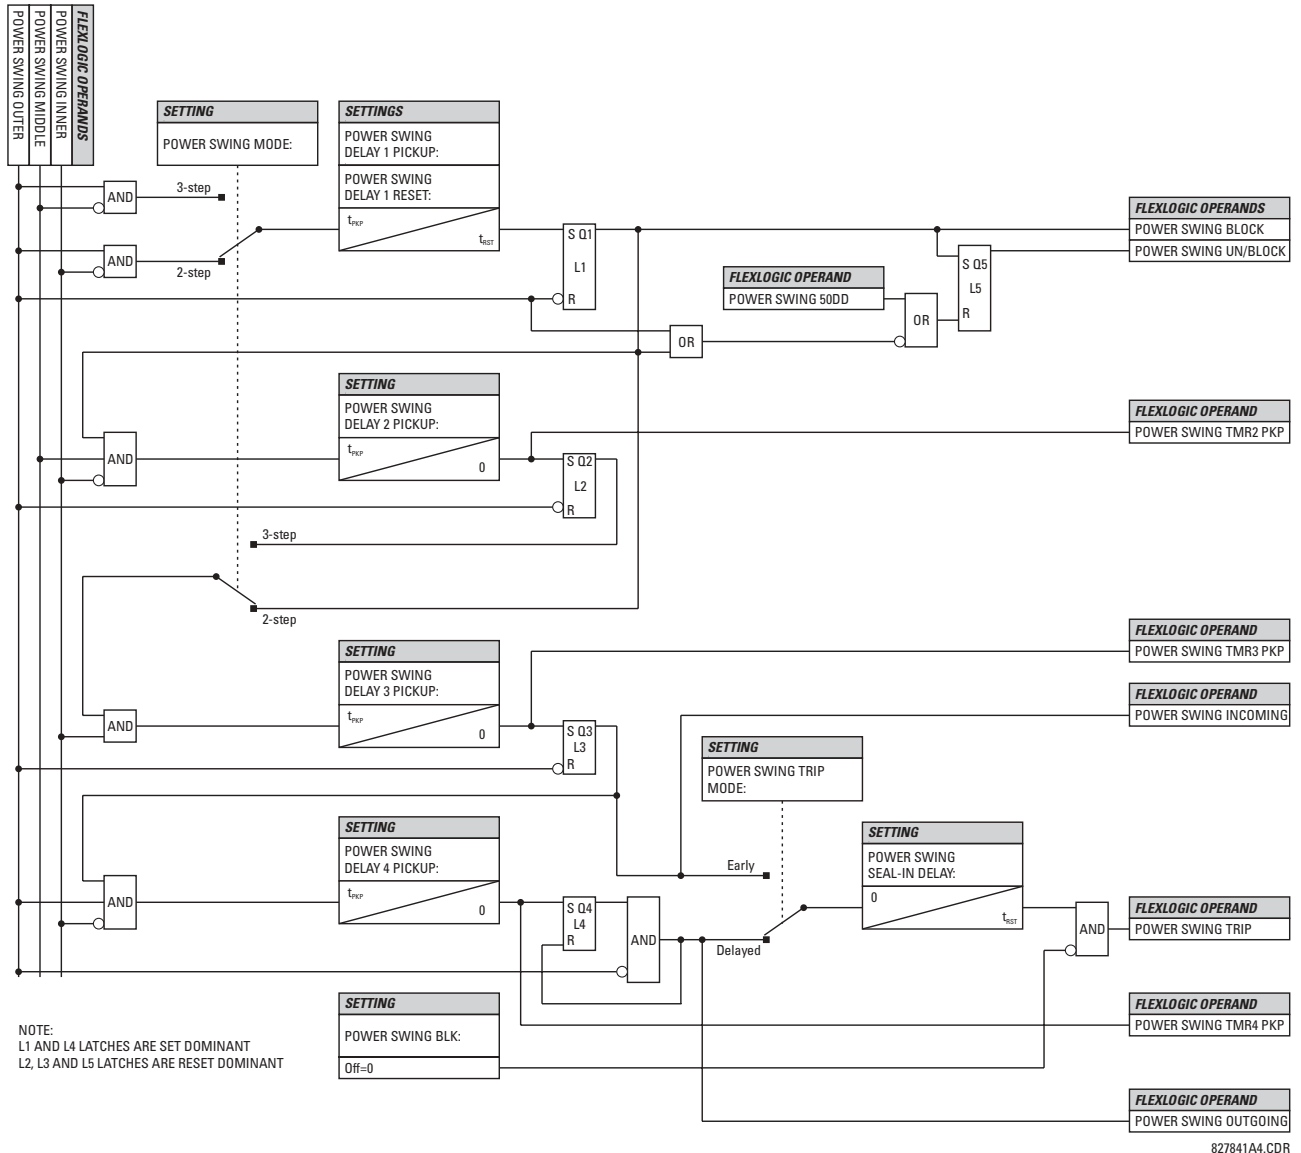 POWER SWING OUTER
POWER SWING MIDDLE
POWER SWING INNER
FLEXLOGIC OPERANDS
SETTING
POWER SWING MODE:
SETTINGS
POWER SWING
DELAY 1 PICKUP:
POWER SWING
DELAY 1 RESET:
tPKP
tRST
AND
3-step
AND
2-step
S Q1
L1
R
FLEXLOGIC OPERANDS
POWER SWING BLOCK
POWER SWING UN/BLOCK
FLEXLOGIC OPERAND
POWER SWING 50DD
OR
OR
S Q5
L5
R
SETTING
POWER SWING
DELAY 2 PICKUP:
tPKP
0
AND
S Q2
L2
R
FLEXLOGIC OPERAND
POWER SWING TMR2 PKP
3-step
2-step
SETTING
POWER SWING
DELAY 3 PICKUP:
tPKP
0
AND
S Q3
L3
R
FLEXLOGIC OPERAND
POWER SWING TMR3 PKP
FLEXLOGIC OPERAND
POWER SWING INCOMING
SETTING
POWER SWING TRIP
MODE:
SETTING
POWER SWING
DELAY 4 PICKUP:
tPKP
0
AND
S Q4
L4
R
AND
Early
Delayed
SETTING
POWER SWING
SEAL-IN DELAY:
0
tRST
AND
FLEXLOGIC OPERAND
POWER SWING TRIP
FLEXLOGIC OPERAND
POWER SWING TMR4 PKP
SETTING
POWER SWING BLK:
Off=0
NOTE:
L1 AND L4 LATCHES ARE SET DOMINANT
L2, L3 AND L5 LATCHES ARE RESET DOMINANT
FLEXLOGIC OPERAND
POWER SWING OUTGOING
827841A4.CDR